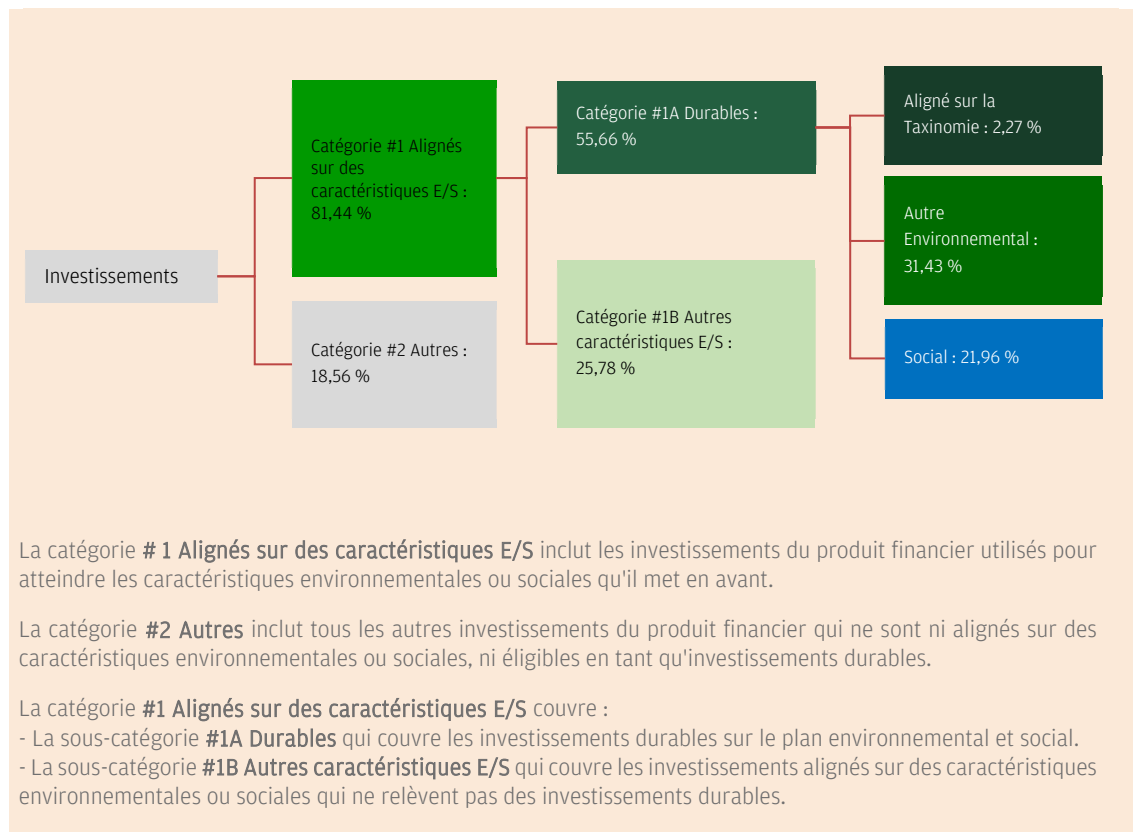 Investissements
Catégorie #1 Alignés
sur des
caractéristiques E/S :
81,44 %
Catégorie #2 Autres :
18,56 %
Catégorie #1A Durables :
55,66 %
Catégorie #1B Autres
caractéristiques E/S :
25,78 %
Aligné sur la
Taxinomie : 2,27 %
Autre
Environnemental :
31,43 %
Social : 21,96 %
La catégorie # 1 Alignés sur des caractéristiques E/S inclut les investissements du produit financier utilisés pour
atteindre les caractéristiques environnementales ou sociales qu'il met en avant.
La catégorie #2 Autres inclut tous les autres investissements du produit financier qui ne sont ni alignés sur des
caractéristiques environnementales ou sociales, ni éligibles en tant qu'investissements durables.
La catégorie #1 Alignés sur des caractéristiques E/S couvre :
- La sous-catégorie #1A Durables qui couvre les investissements durables sur le plan environnemental et social.
- La sous-catégorie #1B Autres caractéristiques E/S qui couvre les investissements alignés sur des caractéristiques
environnementales ou sociales qui ne relèvent pas des investissements durables.